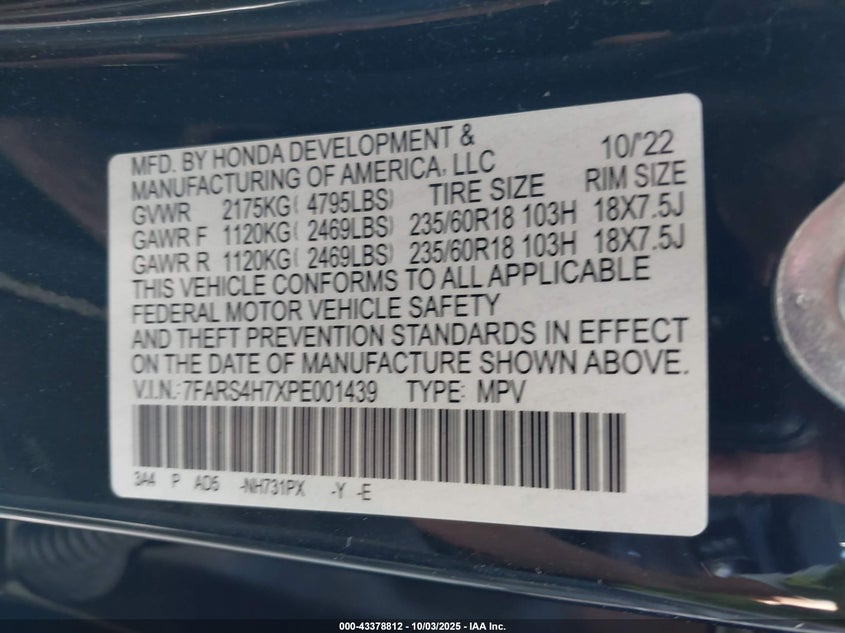 MFD. BY HONDA DEVELOPMENT & 10/'22
MANUFACTURING OF AMERICA, LLC
GVWR 2175KG( 4795LBS) TIRE SIZE RIM SIZE
GAWR F 1120KG( 2469LBS) 235/60R18 103H 18X7.5J
GAWR R 1120KG( 2469LBS) 235/60R18 103H 18X7.5J
THIS VEHICLE CONFORMS TO ALL APPLICABLE
FEDERAL MOTOR VEHICLE SAFETY
AND THEFT PREVENTION STANDARDS IN EFFECT
ON THE DATE OF MANUFACTURE SHOWN ABOVE.
V.I.N.:7FARS4H7XPE001439 TYPE: MPV
3A4 P AD5 -NH731PX -Y -E
000-43378812 - 10/03/2025 - IAA Inc.